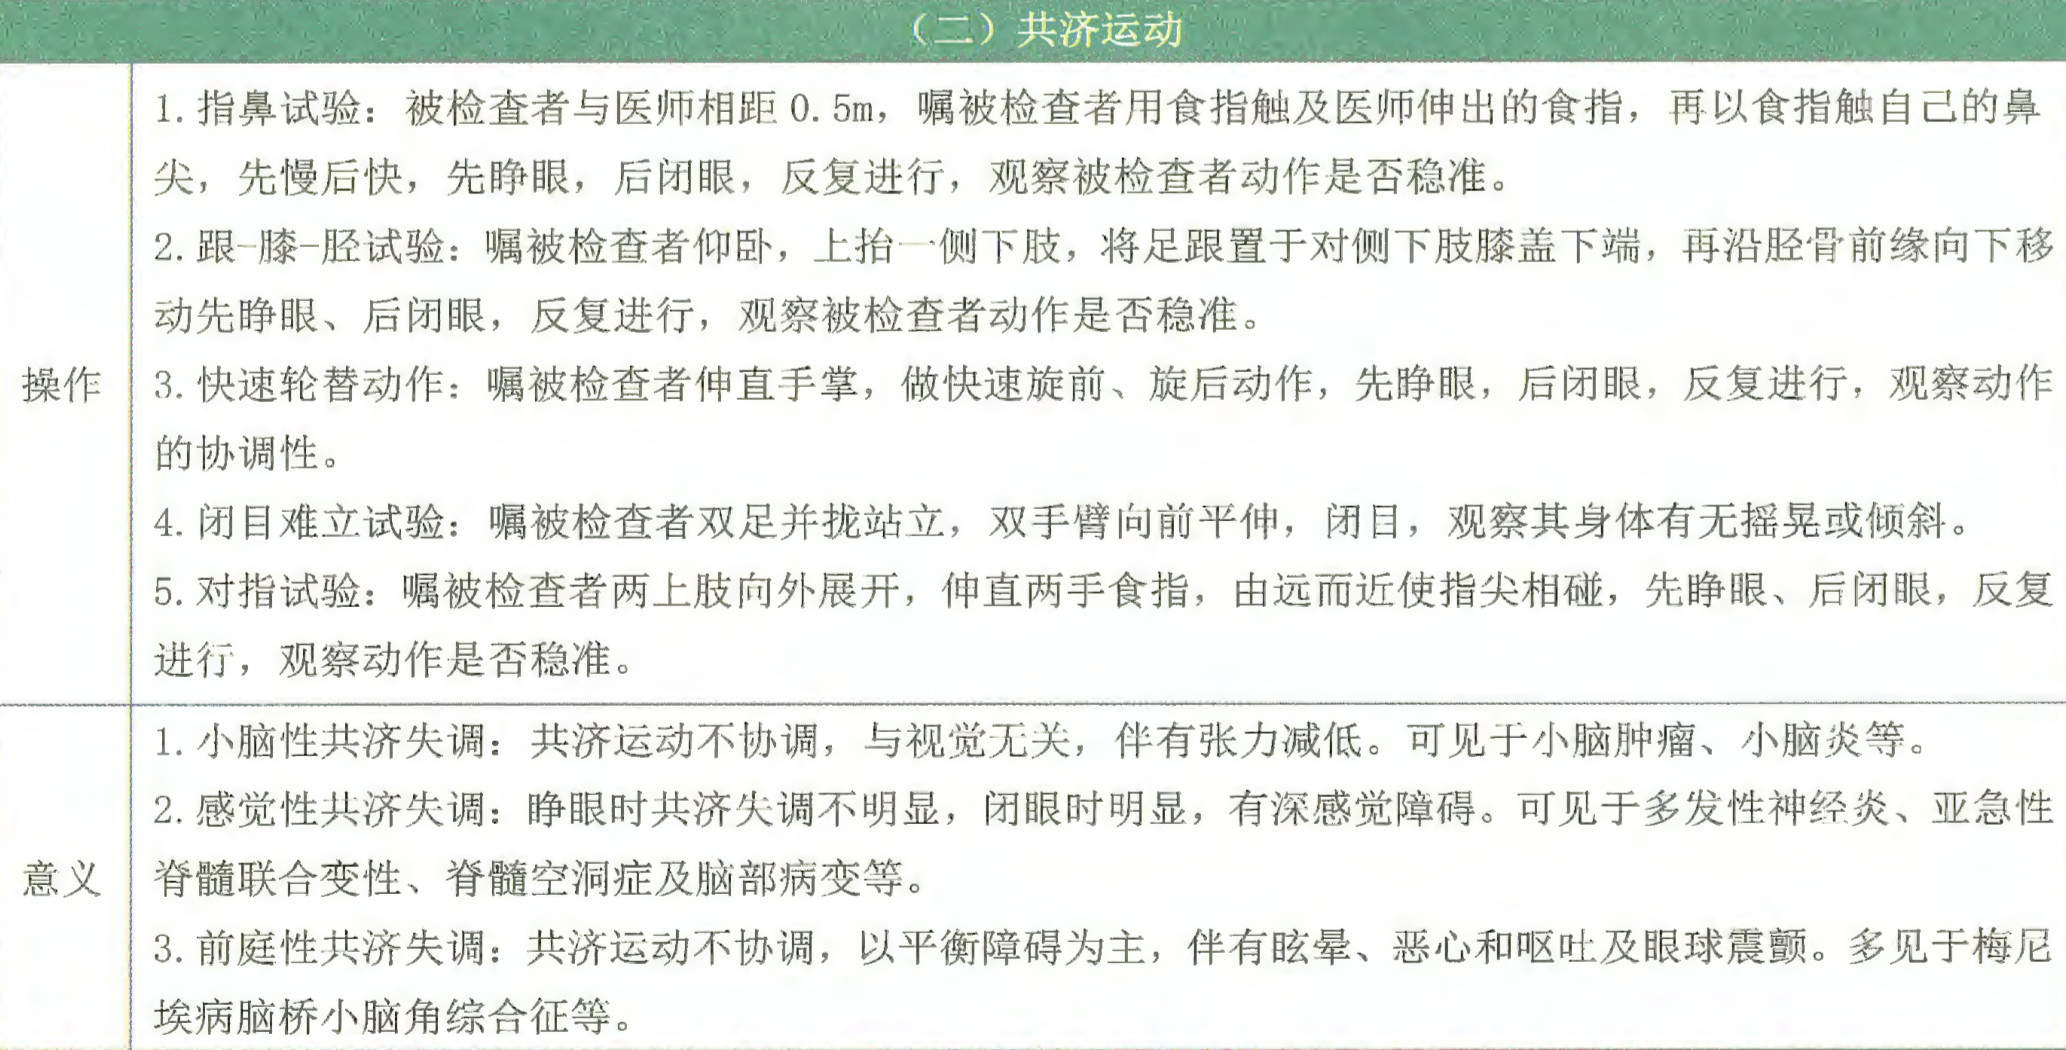 （二）共济运动
操作
1. 指鼻试验：被检查者与医师相距 0.5m，嘱被检查者用食指触及医师伸出的食指，再以食指触自己的鼻
尖，先慢后快，先睁眼，后闭眼，反复进行，观察被检查者动作是否稳准。
2. 跟-膝-胫试验：嘱被检查者仰卧，上抬一侧下肢，将足跟置于对侧下肢膝盖下端，再沿胫骨前缘向下移
动先睁眼、后闭眼，反复进行，观察被检查者动作是否稳准。
3. 快速轮替动作：嘱被检查者伸直手掌，做快速旋前、旋后动作，先睁眼，后闭眼，反复进行，观察动作
的协调性。
4. 闭目难立试验：嘱被检查者双足并拢站立，双手臂向前平伸，闭目，观察其身体有无摇晃或倾斜。
5. 对指试验：嘱被检查者两上肢向外展开，伸直两手食指，由远而近使指尖相碰，先睁眼、后闭眼，反复
进行，观察动作是否稳准。
意义
1. 小脑性共济失调：共济运动不协调，与视觉无关，伴有张力减低。可见于小脑肿瘤、小脑炎等。
2. 感觉性共济失调：睁眼时共济失调不明显，闭眼时明显，有深感觉障碍。可见于多发性神经炎、亚急性
脊髓联合变性、脊髓空洞症及脑部病变等。
3. 前庭性共济失调：共济运动不协调，以平衡障碍为主，伴有眩晕、恶心和呕吐及眼球震颤。多见于梅尼
埃病脑桥小脑角综合征等。